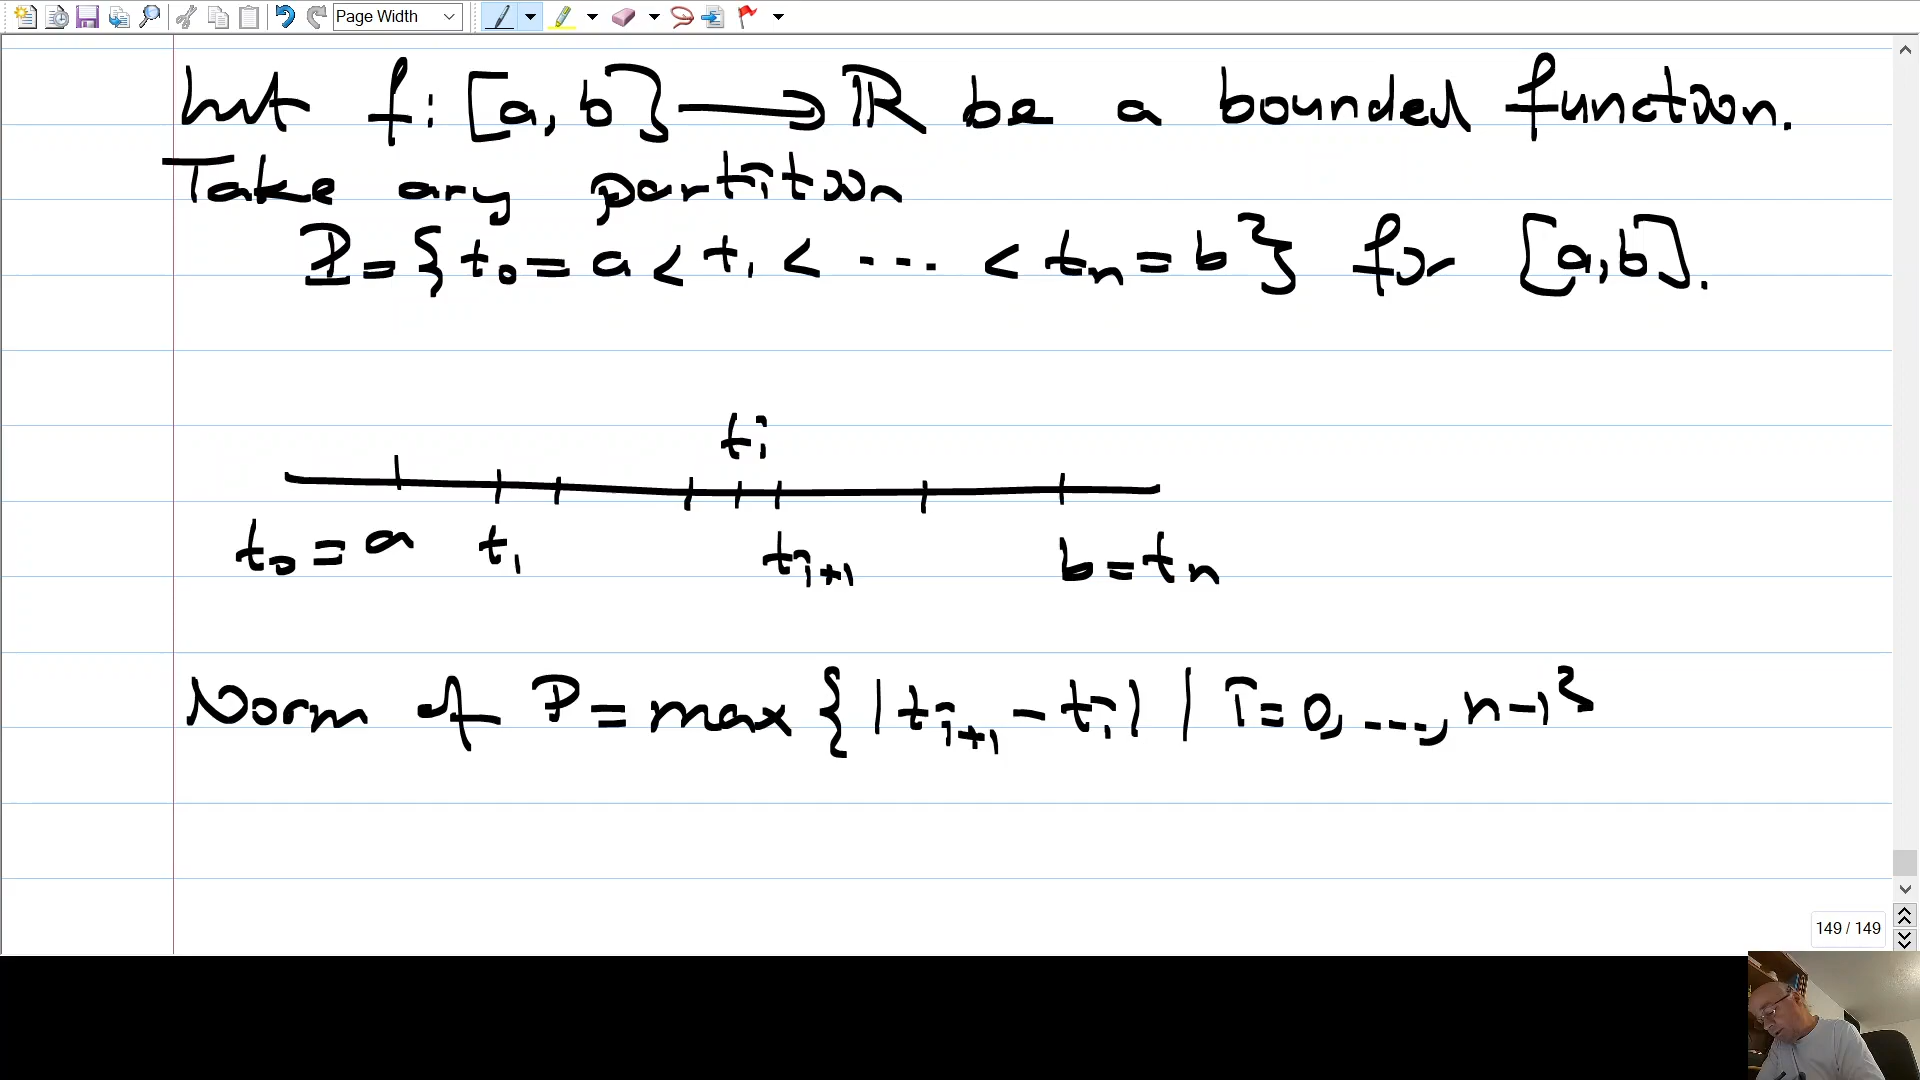 Page Width
Let f: [a, b] ⟶ ℝ be a bounded function.
Take any partition
P = { t₀ = a < t₁ < --- < tₙ = b } for [a, b].
tᵢ
t₀ = a t₁ tᵢ₊₁ b = tₙ
Norm of P = max { | tᵢ₊₁ − tᵢ | | i = 0, ---, n−1 }
149 / 149